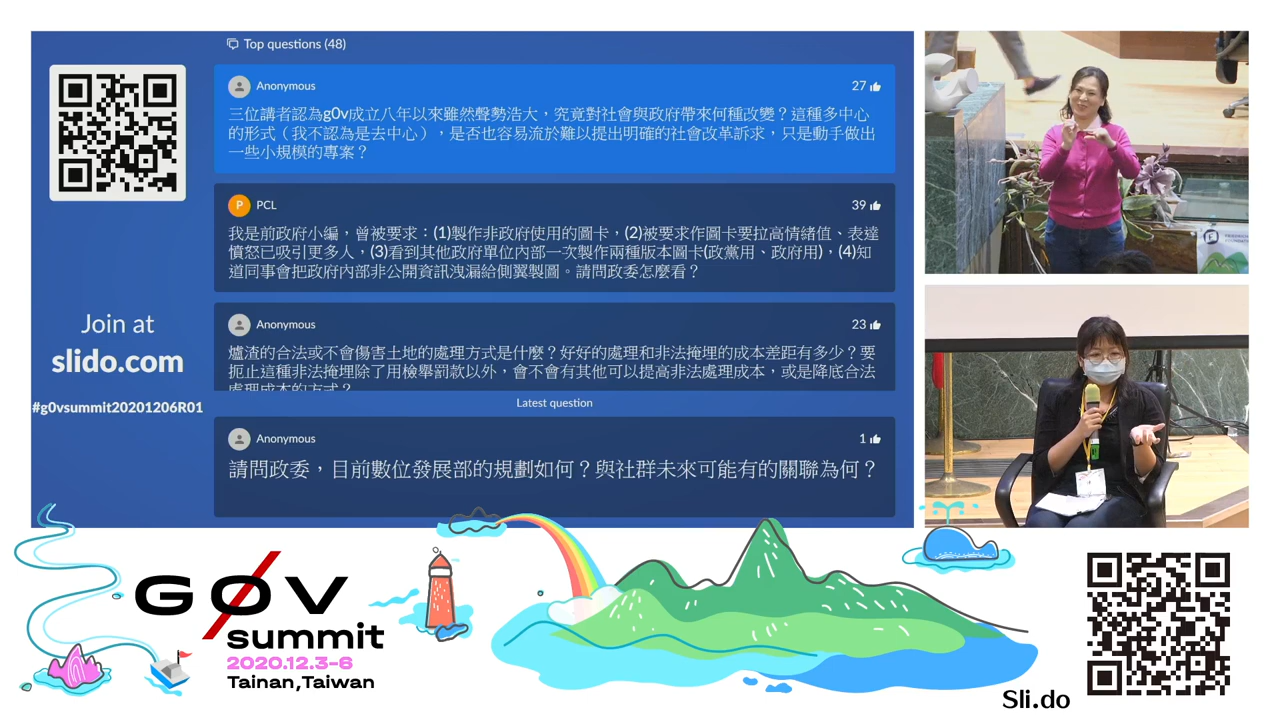 Top questions (48)
Anonymous
27
三位講者認為g0v成立八年以來雖然聲勢浩大，究竟對社會與政府帶來何種改變？這種多中心
的形式（我不認為是去中心），是否也容易流於難以提出明確的社會改革訴求，只是動手做出
一些小規模的專案？
P
PCL
39
我是前政府小編，曾被要求：(1)製作非政府使用的圖卡，(2)被要求作圖卡要拉高情緒值、表達
憤怒已吸引更多人，(3)看到其他政府單位內部一次製作兩種版本圖卡(政黨用、政府用)，(4)知
道同事會把政府內部非公開資訊洩漏給側翼製圖。請問政委怎麼看？
Anonymous
23
爐渣的合法或不會傷害土地的處理方式是什麼？好好的處理和非法掩埋的成本差距有多少？要
扼止這種非法掩埋除了用檢舉罰款以外，會不會有其他可以提高非法處理成本，或是降底合法
處理成本的方式？
Latest question
Anonymous
1
請問政委，目前數位發展部的規劃如何？與社群未來可能有的關聯為何？
Join at
slido.com
#g0vsummit20201206R01
G0V
summit
2020.12.3-6
Tainan,Taiwan
Sli.do